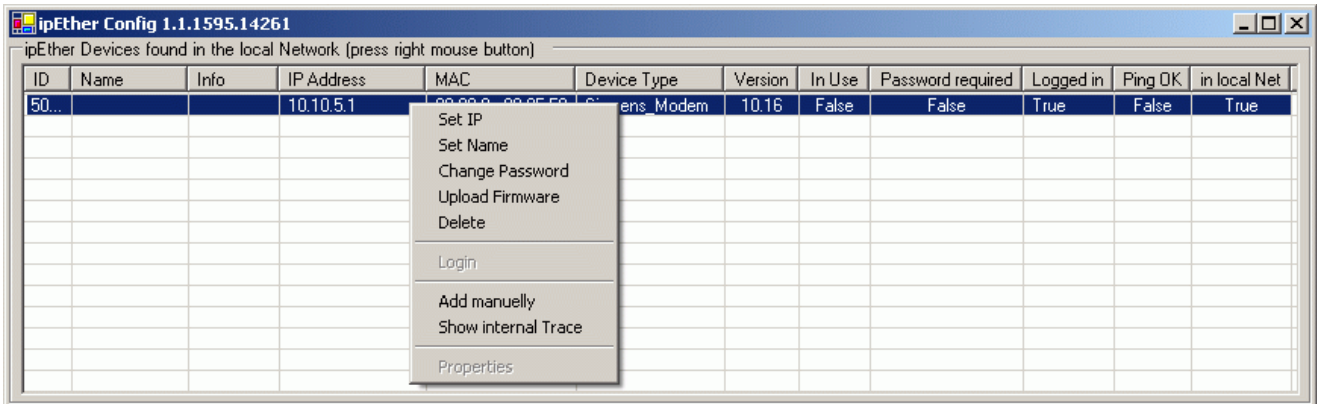 ipEther Config 1.1.1595.14261
ipEther Devices found in the local Network (press right mouse button)
ID Name Info IP Address MAC Device Type Version In Use Password required Logged in Ping OK in local Net
50... 10.10.5.1 10.16 False False True False True
Set IP
Set Name
Change Password
Upload Firmware
Delete
Login
Add manuelly
Show internal Trace
Properties